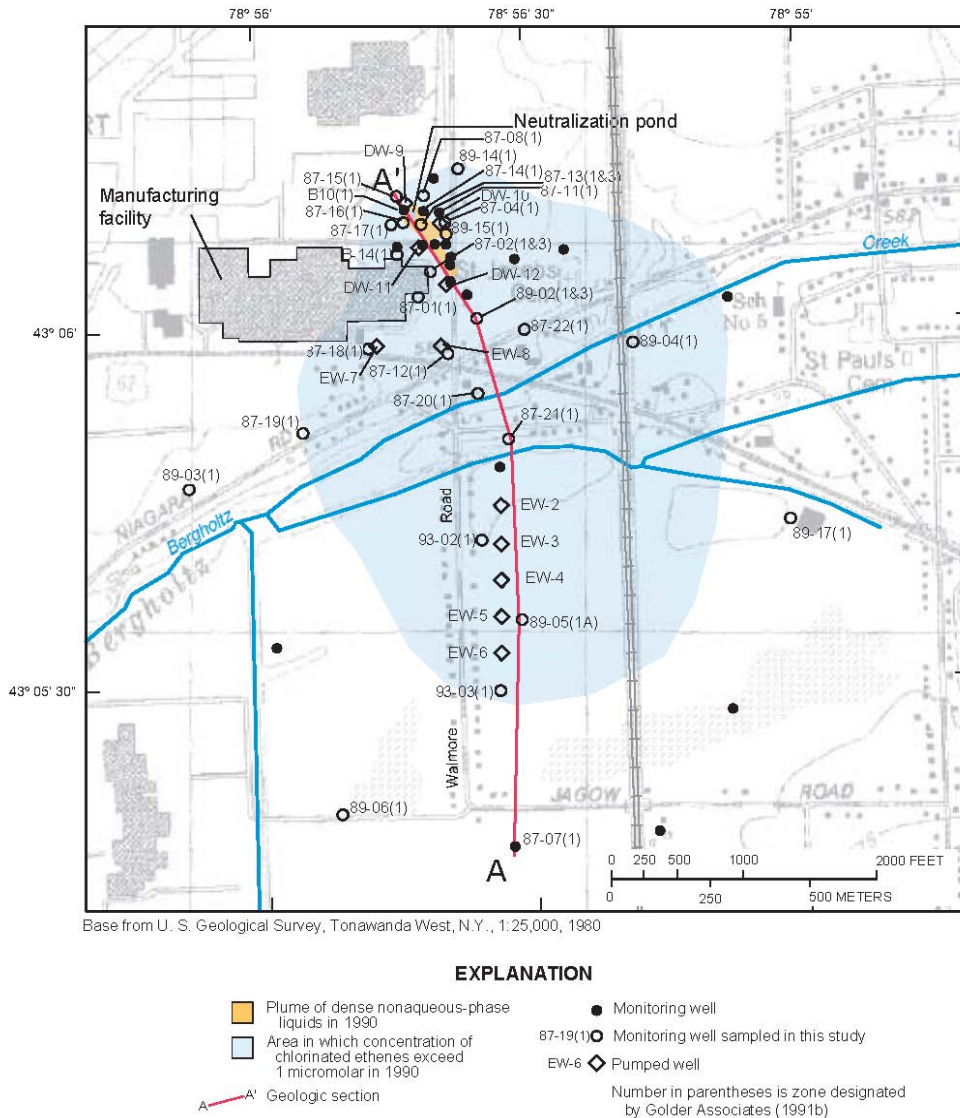 78° 56'
78° 56' 30"
78° 55'
Neutralization pond
87-08(1)
DW-9
89-14(1)
87-14(1)
87-13(1&3)
87-11(1)
A'
87-15(1)
B10(1)
DW-10
87-04(1)
Manufacturing
facility
87-16(1)
87-17(1)
89-15(1)
87-02(1&3)
B-14(1)
Creek
DW-11
DW-12
87-01(1)
89-02(1&3)
Sch
No 5
43° 06'
87-22(1)
89-04(1)
St Pauls
Cem
87-18(1)
EW-8
EW-7
87-12(1)
62
87-20(1)
87-21(1)
87-19(1)
89-03(1)
NIAGARA
Road
EW-2
Bergholtz
89-17(1)
93-02(1)
EW-3
EW-4
Bergholtz
EW-5
89-05(1A)
EW-6
43° 05' 30"
93-03(1)
Walmore
JAGOW ROAD
89-06(1)
87-07(1)
A
0 250 500 1000 2000 FEET
0 250 500 METERS
Base from U. S. Geological Survey, Tonawanda West, N.Y., 1:25,000, 1980
EXPLANATION
Plume of dense nonaqueous-phase
liquids in 1990
Area in which concentration of
chlorinated ethenes exceed
1 micromolar in 1990
A A' Geologic section
Monitoring well
87-19(1) Monitoring well sampled in this study
EW-6 Pumped well
Number in parentheses is zone designated
by Golder Associates (1991b)